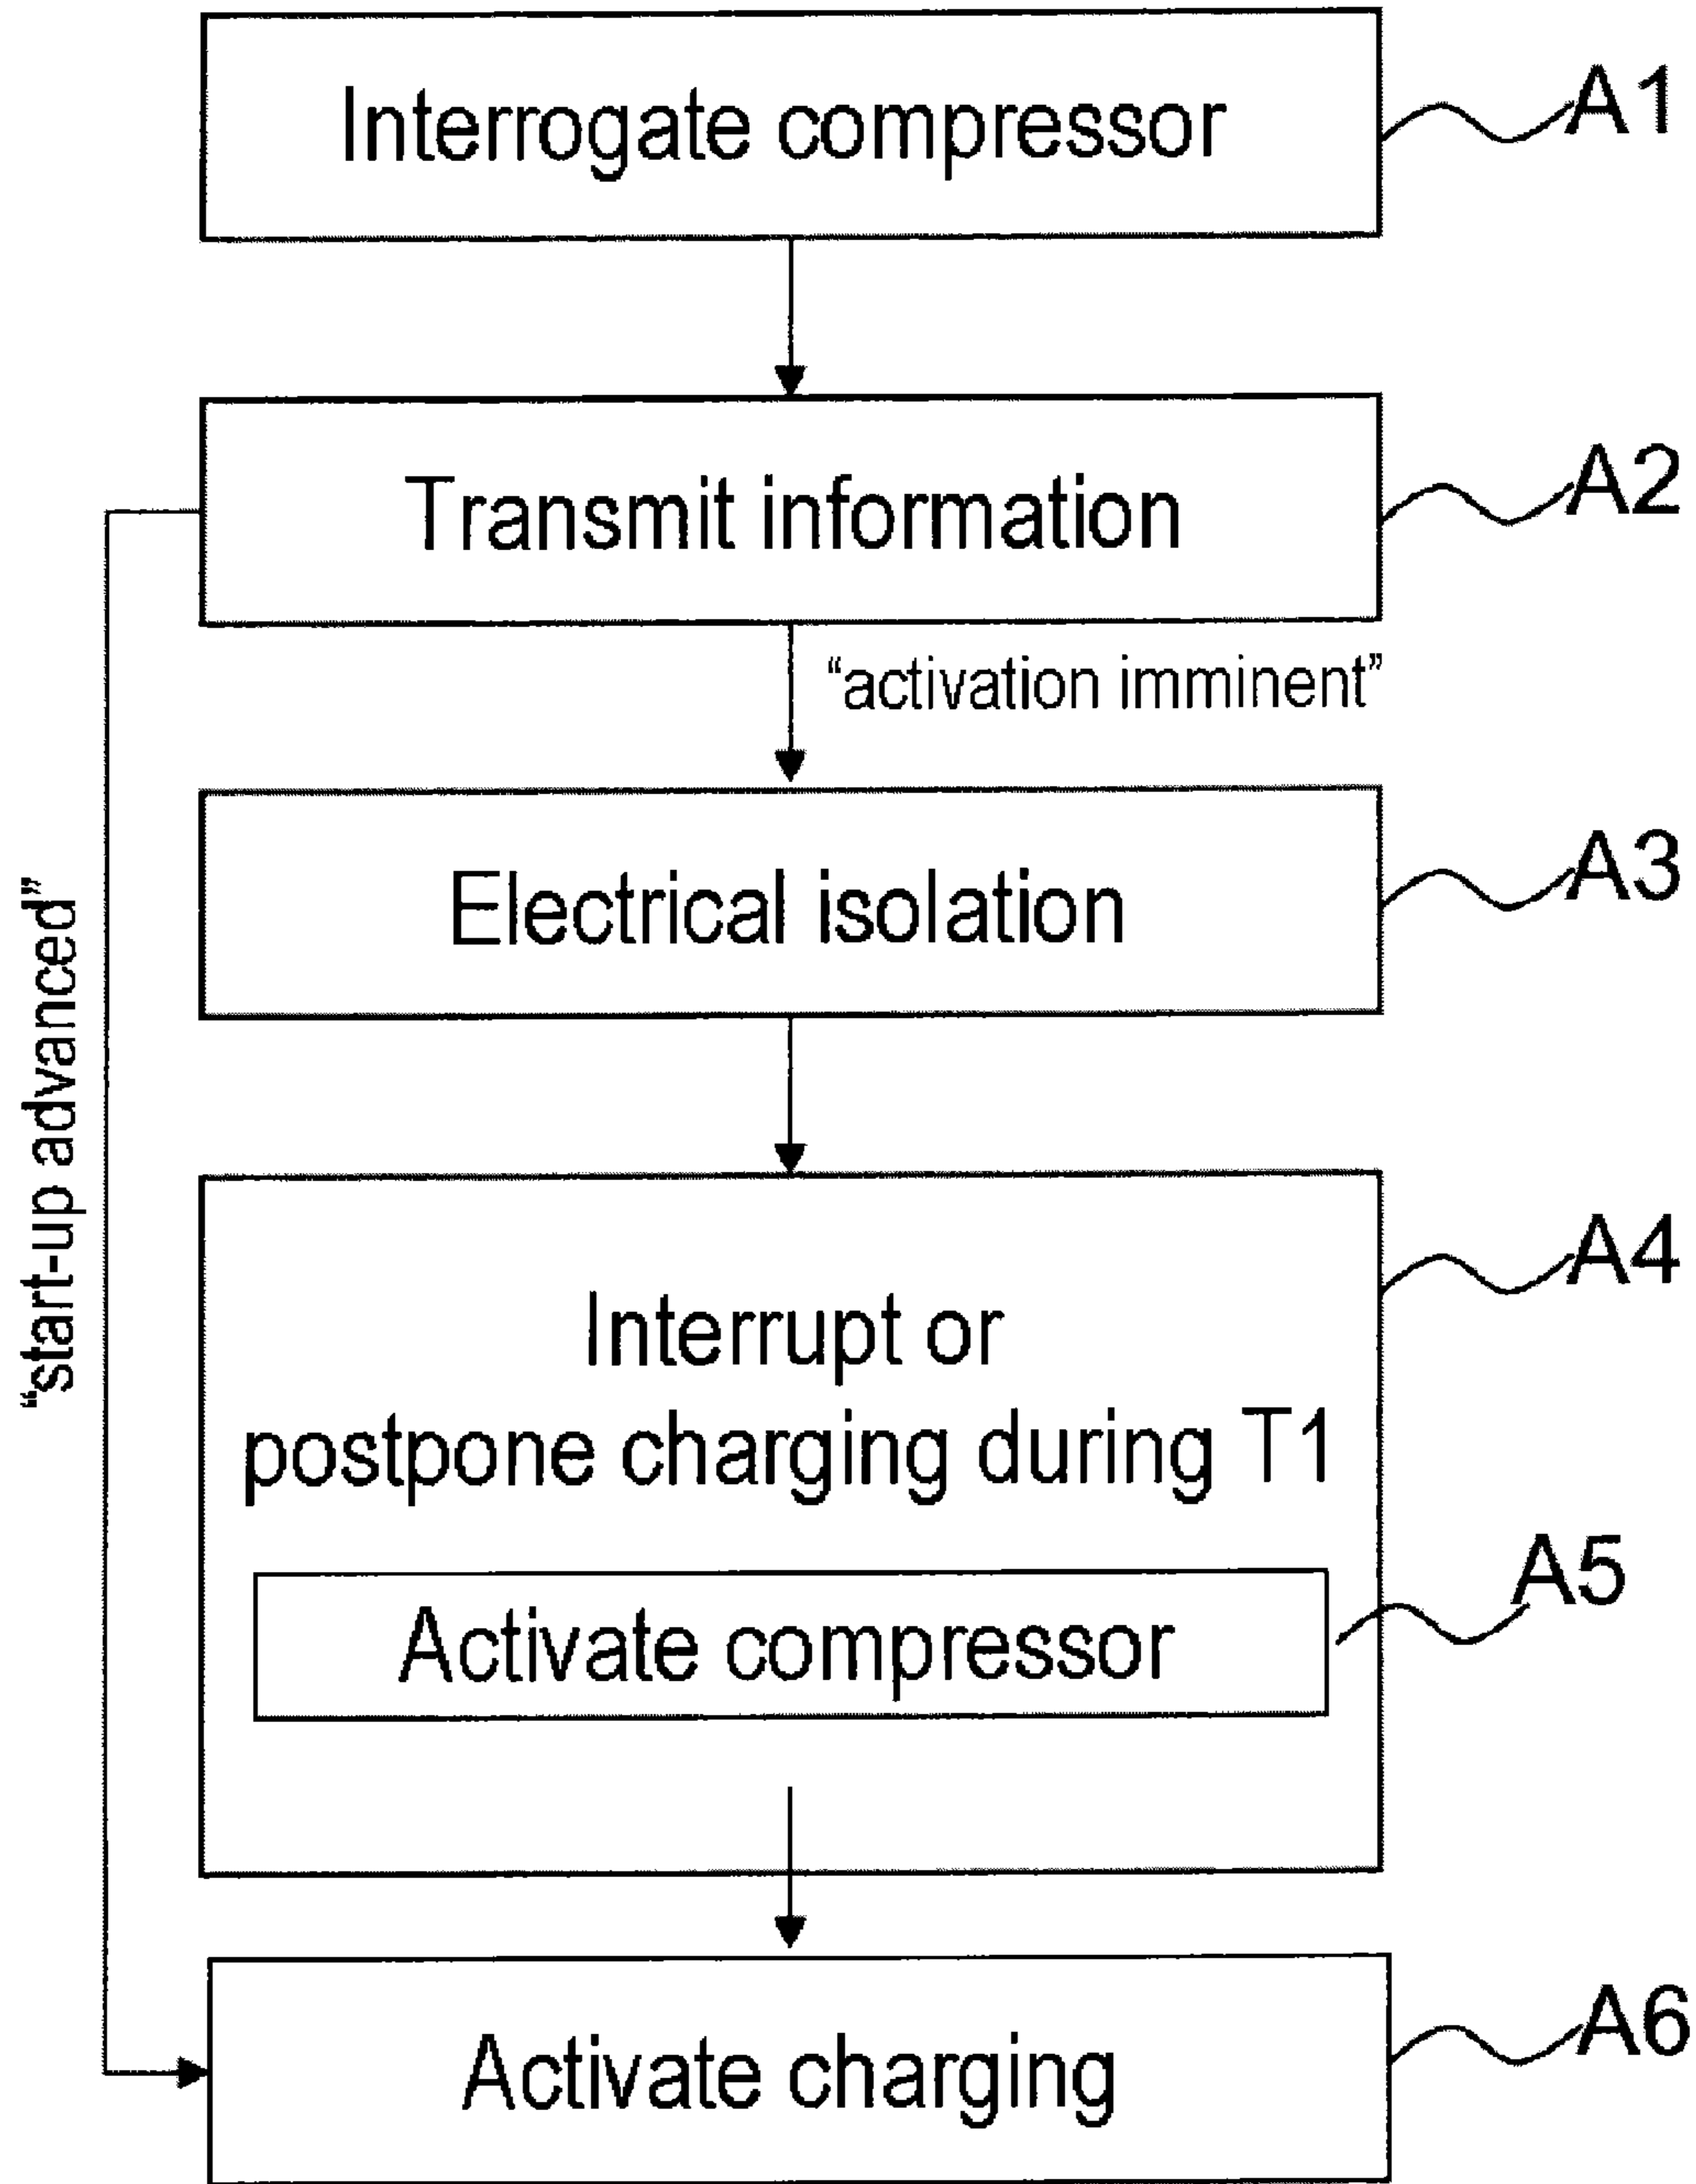 Interrogate compressor
A1
Transmit information
A2
“activation imminent”
“start-up advanced”
Electrical isolation
A3
Interrupt or
postpone charging during T1
A4
Activate compressor
A5
Activate charging
A6